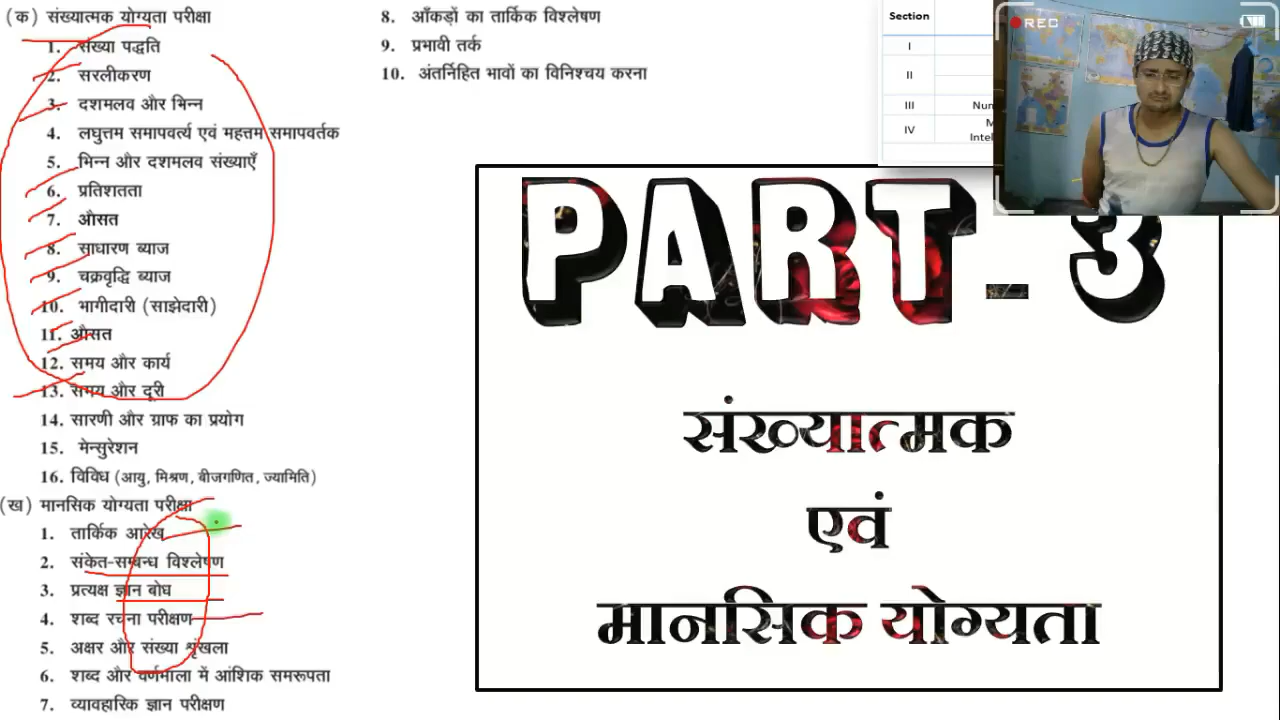 (क) संख्यात्मक योग्यता परीक्षा
1. संख्या पद्धति
2. सरलीकरण
3. दशमलव और भिन्न
4. लघुत्तम समापवर्त्य एवं महत्तम समापवर्तक
5. भिन्न और दशमलव संख्याएँ
6. प्रतिशतता
7. औसत
8. साधारण ब्याज
9. चक्रवृद्धि ब्याज
10. भागीदारी (साझेदारी)
11. औसत
12. समय और कार्य
13. समय और दूरी
14. सारणी और ग्राफ का प्रयोग
15. मेन्सुरेशन
16. विविध (आयु, मिश्रण, बीजगणित, ज्यामिति)
(ख) मानसिक योग्यता परीक्षा
1. तार्किक आरेख
2. संकेत-सम्बन्ध विश्लेषण
3. प्रत्यक्ष ज्ञान बोध
4. शब्द रचना परीक्षण
5. अक्षर और संख्या शृंखला
6. शब्द और वर्णमाला में आंशिक समरूपता
7. व्यावहारिक ज्ञान परीक्षण
8. आँकड़ों का तार्किक विश्लेषण
9. प्रभावी तर्क
10. अंतर्निहित भावों का विनिश्चय करना
Section
I
II
III
IV
REC
PART-3
संख्यात्मक
एवं
मानसिक योग्यता